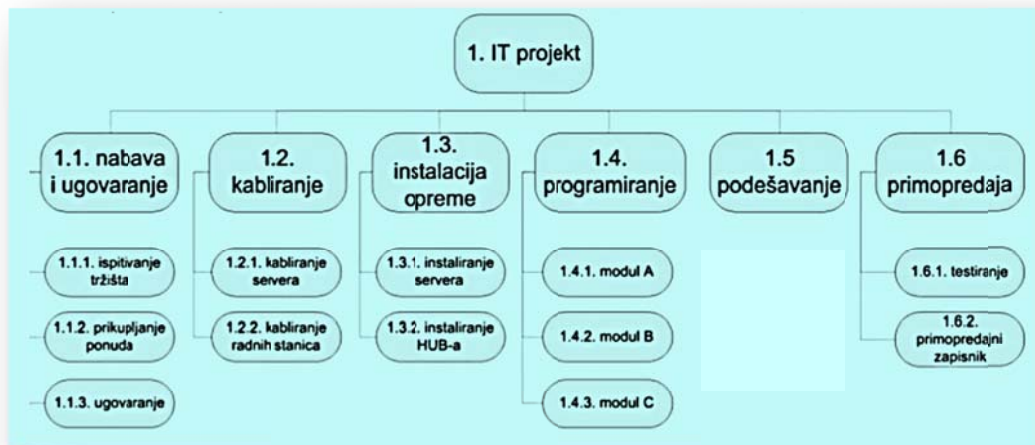 1. IT projekt
1.1. nabava
i ugovaranje
1.2.
kabliranje
1.3.
instalacija
opreme
1.4.
programiranje
1.5
podešavanje
1.6
primopredaja
1.1.1. ispitivanje
tržišta
1.1.2. prikupljanje
ponuda
1.1.3. ugovaranje
1.2.1. kabliranje
servera
1.2.2. kabliranje
radnih stanica
1.3.1. instaliranje
servera
1.3.2. instaliranje
HUB-a
1.4.1. modul A
1.4.2. modul B
1.4.3. modul C
1.6.1. testiranje
1.6.2.
primopredajni
zapisnik